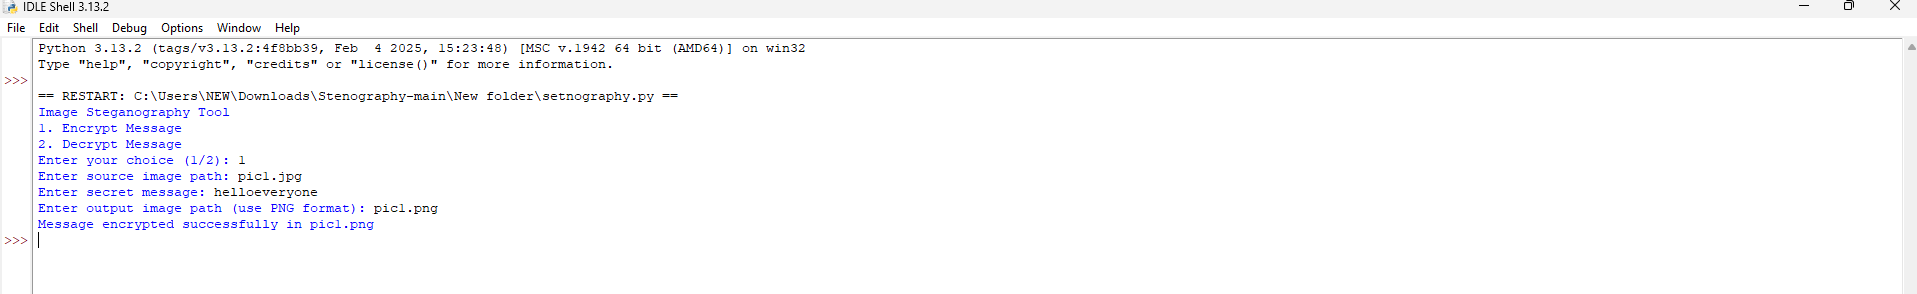 IDLE Shell 3.13.2
File Edit Shell Debug Options Window Help
Python 3.13.2 (tags/v3.13.2:4f8bb39, Feb  4 2025, 15:23:48) [MSC v.1942 64 bit (AMD64)] on win32
Type "help", "copyright", "credits" or "license()" for more information.
>>>
== RESTART: C:\Users\NEW\Downloads\Stenography-main\New folder\setnography.py ==
Image Steganography Tool
1. Encrypt Message
2. Decrypt Message
Enter your choice (1/2): 1
Enter source image path: pic1.jpg
Enter secret message: helloeveryone
Enter output image path (use PNG format): pic1.png
Message encrypted successfully in pic1.png
>>>